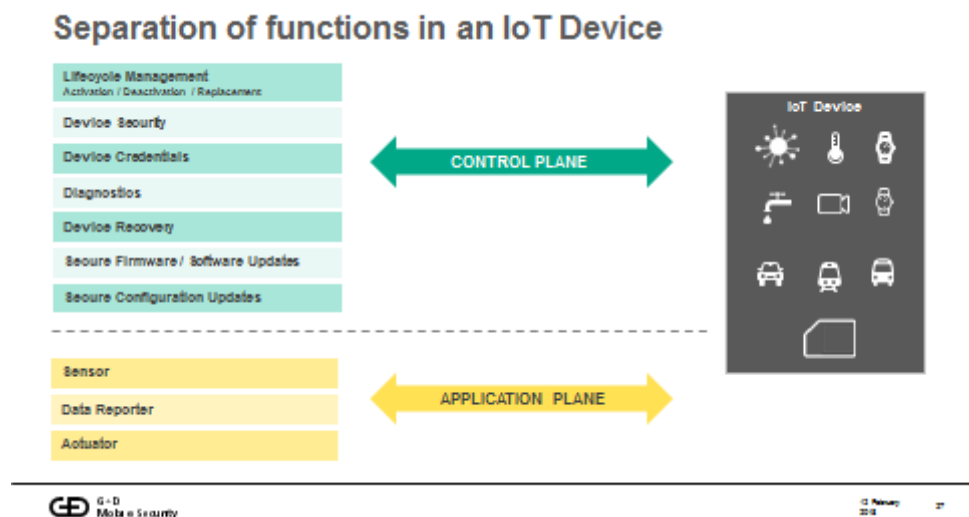 Separation of functions in an IoT Device
Lifecycle Management
Activation / Deactivation / Replacement
Device Security
Device Credentials
Diagnostics
Device Recovery
Secure Firmware / Software Updates
Secure Configuration Updates
CONTROL PLANE
IoT Device
Sensor
Data Reporter
Actuator
APPLICATION PLANE
G+D
Mobile Security
February
27